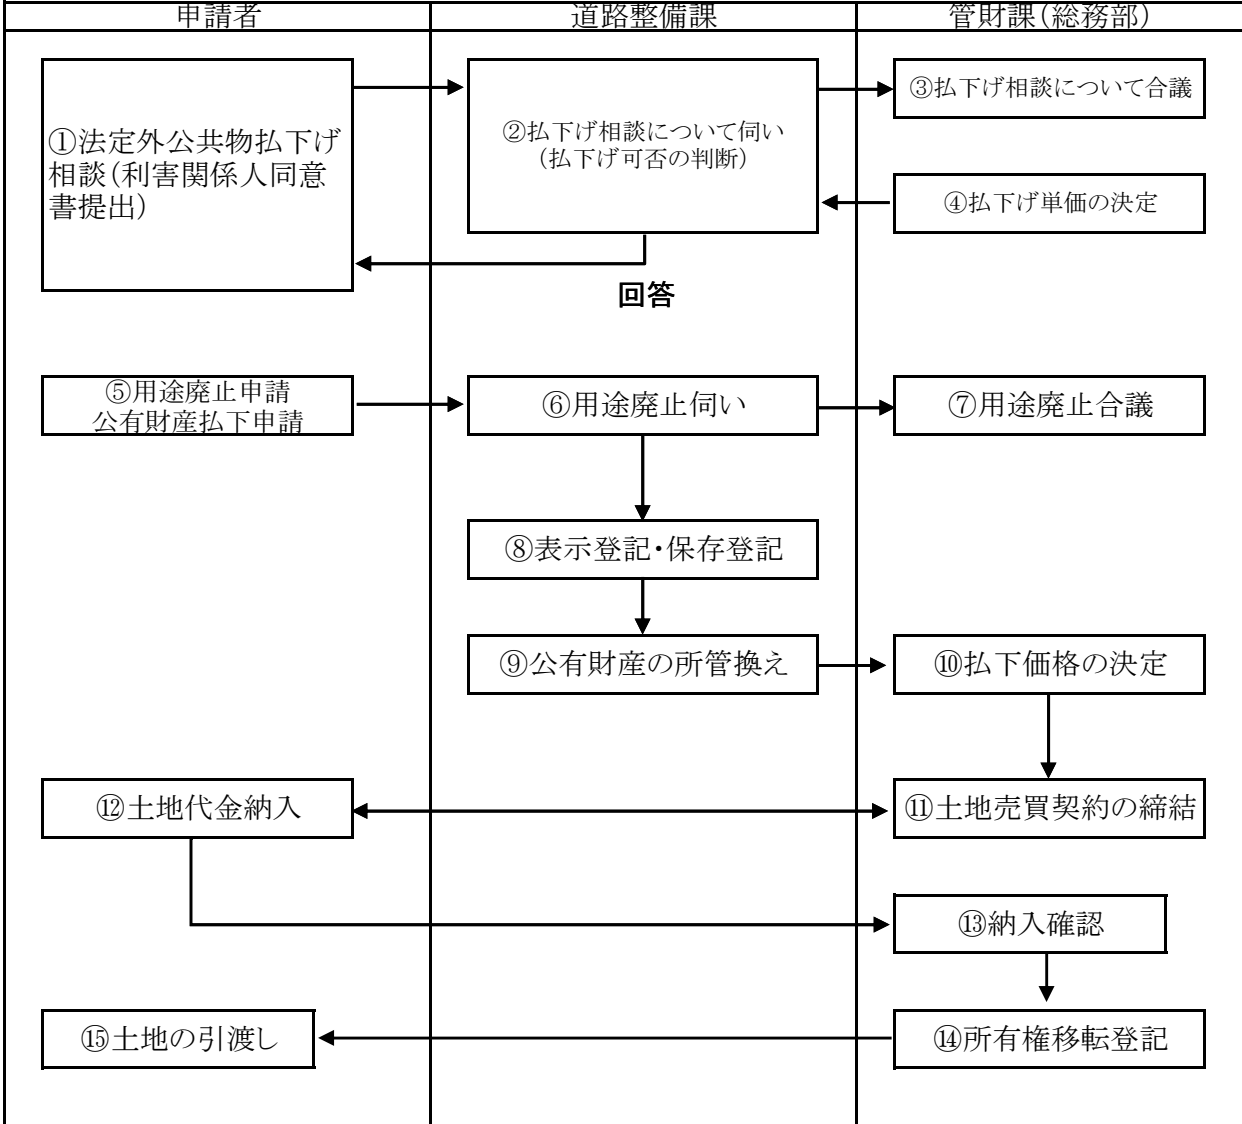 申請者
道路整備課
管財課(総務部)
①法定外公共物払下げ
相談(利害関係人同意
書提出)
②払下げ相談について伺い
(払下げ可否の判断)
③払下げ相談について合議
④払下げ単価の決定
回答
⑤用途廃止申請
公有財産払下申請
⑥用途廃止伺い
⑦用途廃止合議
⑧表示登記・保存登記
⑨公有財産の所管換え
⑩払下価格の決定
⑫土地代金納入
⑪土地売買契約の締結
⑬納入確認
⑮土地の引渡し
⑭所有権移転登記